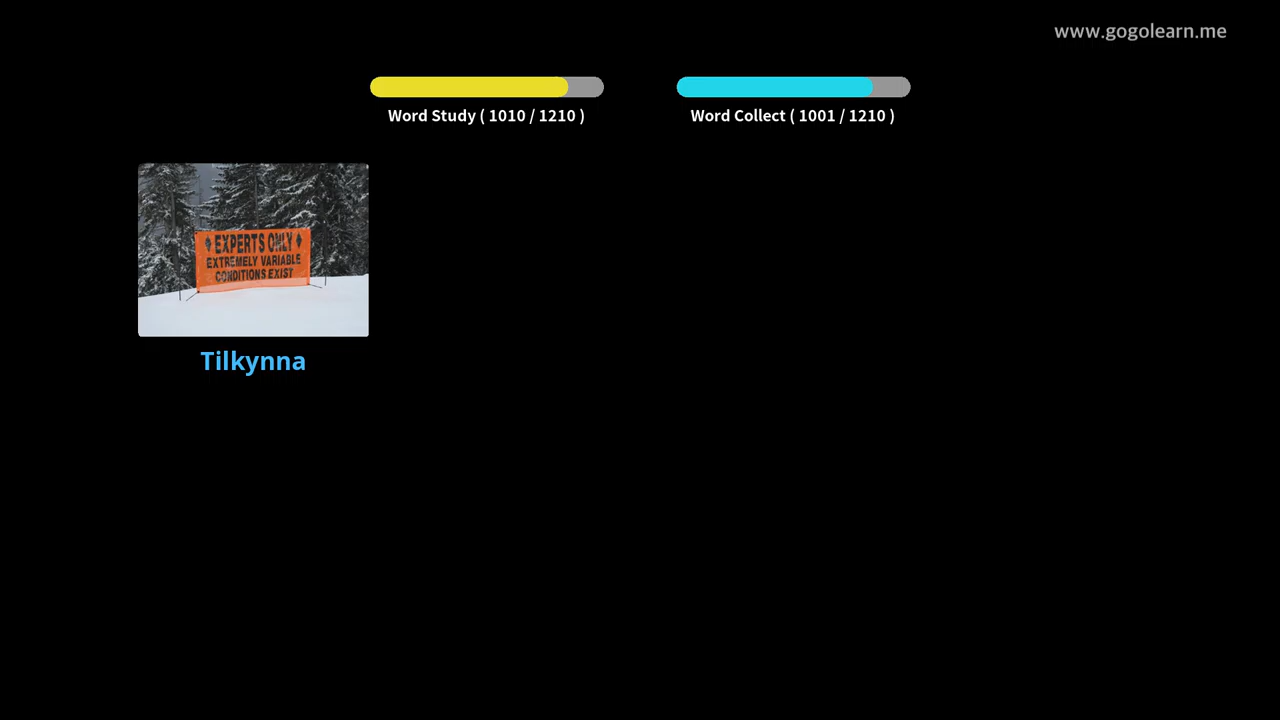 www.gogolearn.me
Word Study ( 1010 / 1210 )
Word Collect ( 1001 / 1210 )
EXPERTS ONLY
EXTREMELY VARIABLE
CONDITIONS EXIST
Tilkynna